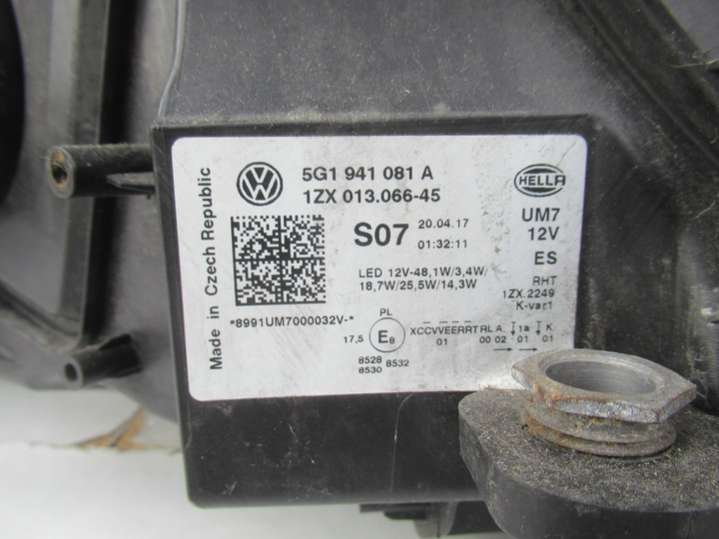 Made in Czech Republic
5G1 941 081 A
1ZX 013.066-45
S07
20.04.17
01:32:11
HELLA
UM7
12V
ES
RHT
1ZX.2249
K-var1
LED 12V-48,1W/3,4W/
18,7W/25,5W/14,3W
*8991UM7000032V-*
PL
17,5
E8
XCCVVEERRTRL A 1a K
01 00 02 01 01
8528 8532
8530